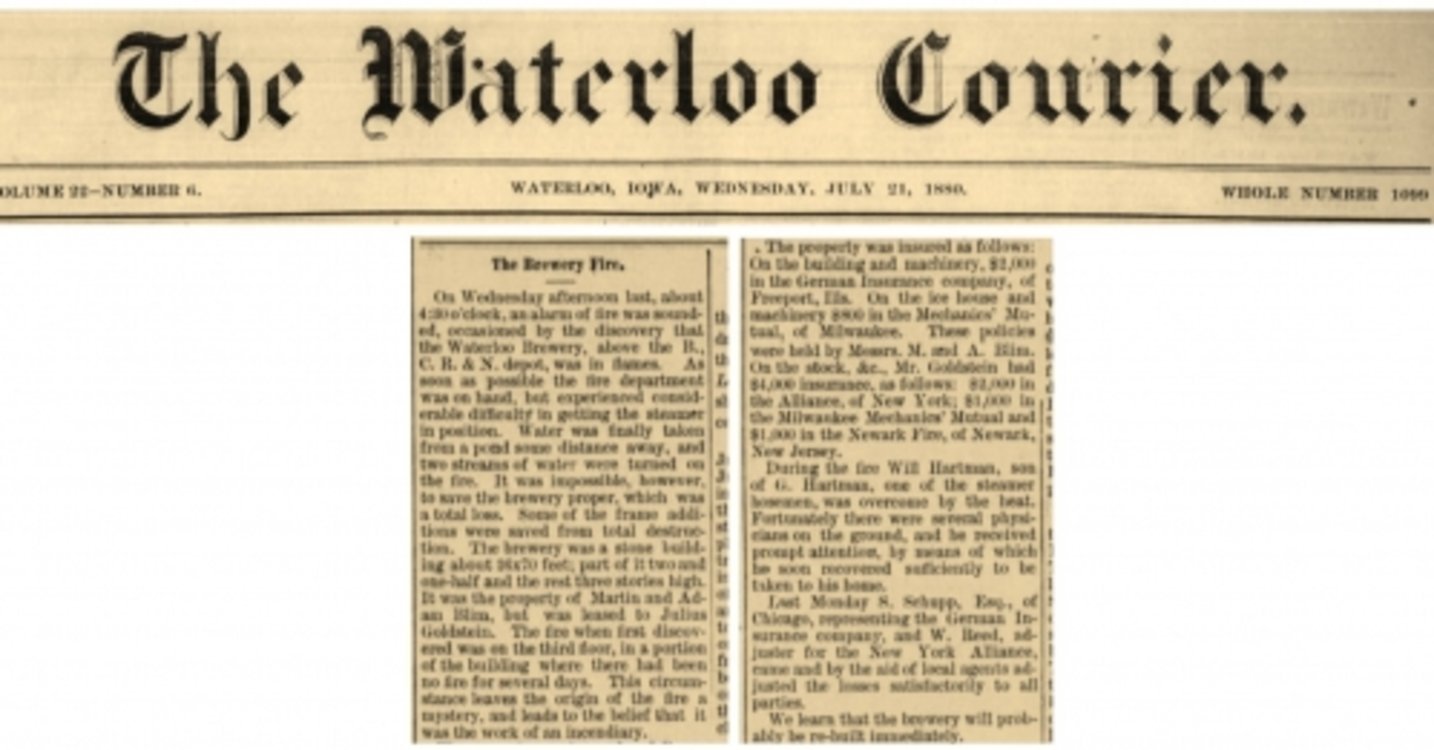 The Waterloo Courier.
OLUME 22—NUMBER 6.
WATERLOO, IOWA, WEDNESDAY, JULY 21, 1880.
WHOLE NUMBER 1099
The Brewery Fire.
On Wednesday afternoon last, about
4:30 o'clock, an alarm of fire was sound-
ed, occasioned by the discovery that
the Waterloo Brewery, above the B.,
C. R. & N. depot, was in flames. As
soon as possible the fire department
was on hand, but experienced consid-
erable difficulty in getting the steamer
in position. Water was finally taken
from a pond some distance away, and
two streams of water were turned on
the fire. It was impossible, however,
to save the brewery proper, which was
a total loss. Some of the frame addi-
tions were saved from total destruc-
tion. The brewery was a stone build-
ing about feet; part of it two and
one-half and the rest three stories high.
It was the property of Martin and Ad-
am Blim, but was leased to Julius
Goldstein. The fire when first discov-
ered was on the third floor, in a portion
of the building where there had been
no fire for several days. This circum-
stance leaves the origin of the fire a
mystery, and leads to the belief that it
was the work of an incendiary.
. The property was insured as follows:
On the building and machinery, $2,000
in the German Insurance company, of
Freeport, Ills. On the ice house and
machinery $800 in the Mechanics' Mu-
tual, of Milwaukee. These policies
were held by Messrs. M. and A. Blim.
On the stock, &c., Mr. Goldstein had
$4,000 insurance, as follows: $2,000 in
the Alliance, of New York; $1,000 in
the Milwaukee Mechanics' Mutual and
$1,000 in the Newark Fire, of Newark,
New Jersey.
During the fire Will Hartman, son
of G. Hartman, one of the steamer
hosemen, was overcome by the heat.
Fortunately there were several physi-
cians on the ground, and he received
prompt attention, by means of which
he soon recovered sufficiently to be
taken to his home.
Last Monday S. Schupp, Esq., of
Chicago, representing the German In-
surance company, and W. Reed, ad-
juster for the New York Alliance,
came and by the aid of local agents ad-
justed the losses satisfactorily to all
parties.
We learn that the brewery will prob-
ably be re-built immediately.